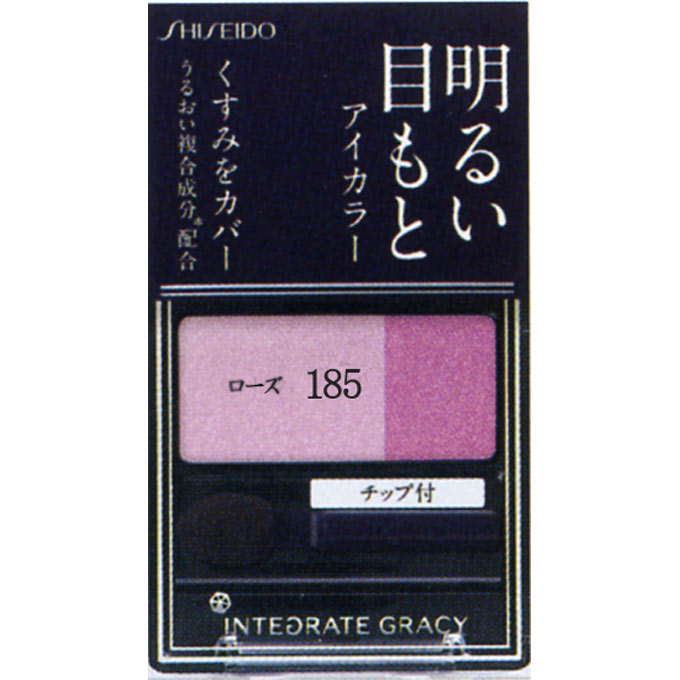 SHISEIDO
明るい
目もと
アイカラー
くすみをカバー
うるおい複合成分*配合
ローズ 185
チップ付
INTEGRATE GRACY